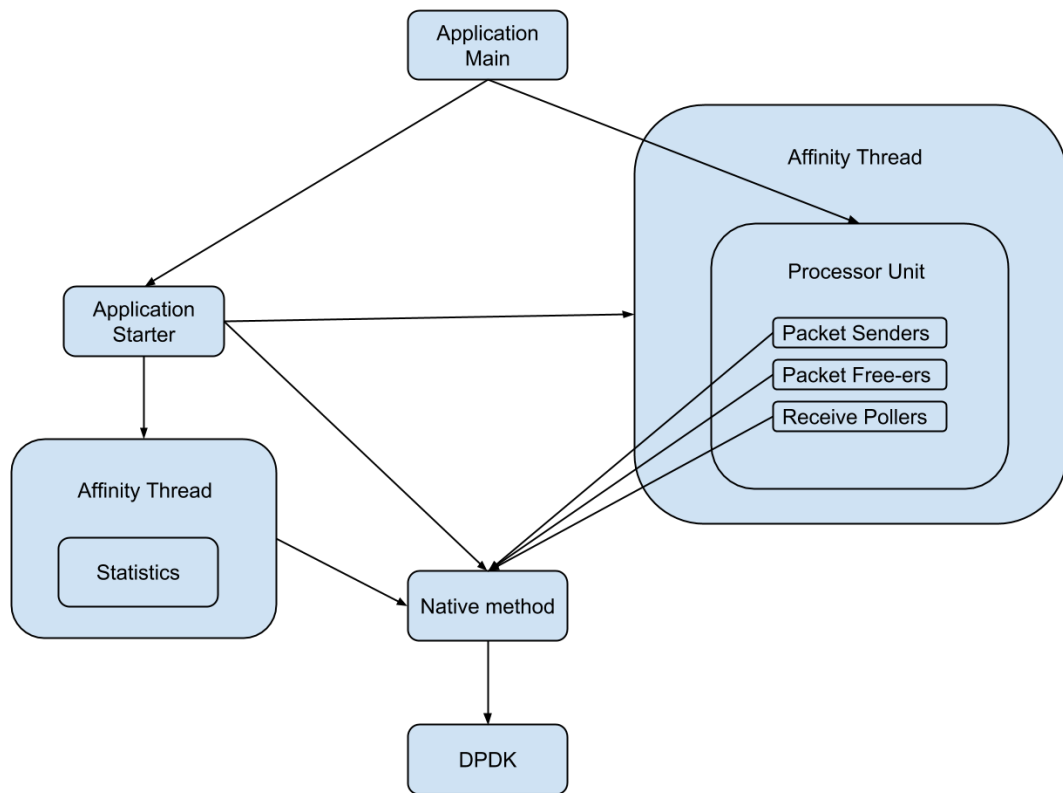 Application
Main
Affinity Thread
Processor Unit
Application
Starter
Packet Senders
Packet Free-ers
Receive Pollers
Affinity Thread
Statistics
Native method
DPDK